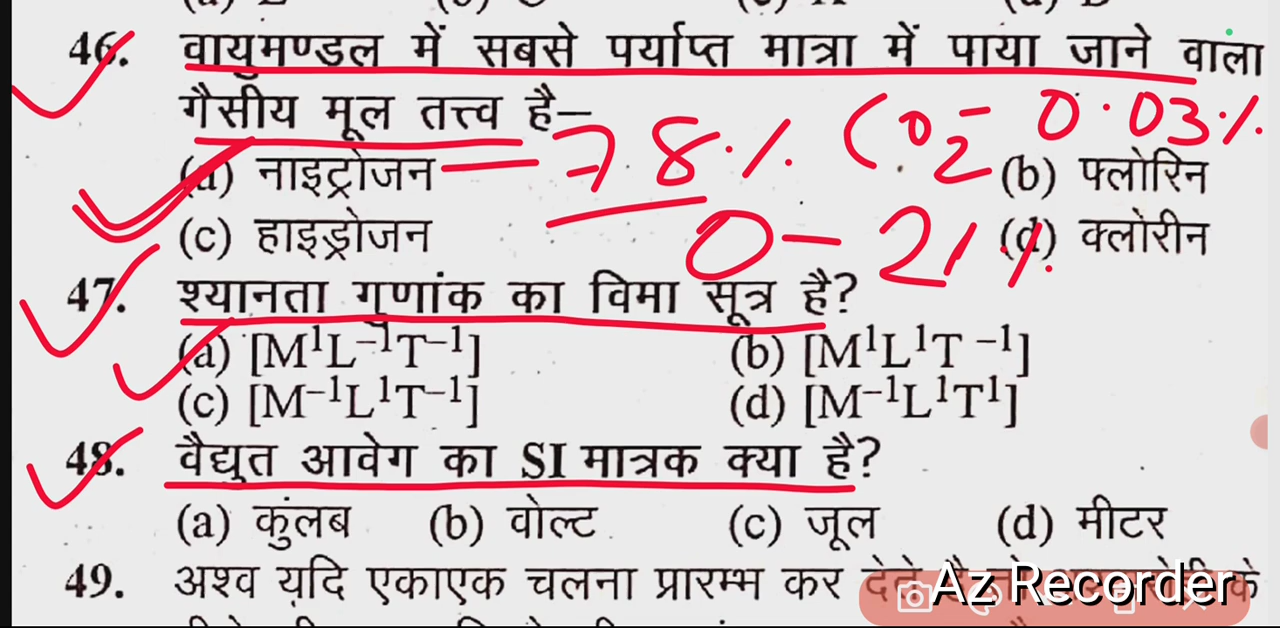 46. वायुमण्डल में सबसे पर्याप्त मात्रा में पाया जाने वाला
गैसीय मूल तत्त्व है–
78% CO2 - 0.03%
(a) नाइट्रोजन (b) फ्लोरिन
(c) हाइड्रोजन (d) क्लोरीन
O - 21%
47. श्यानता गुणांक का विमा सूत्र है?
(a) [M¹L⁻¹T⁻¹] (b) [M¹L¹T ⁻¹]
(c) [M⁻¹L¹T⁻¹] (d) [M⁻¹L¹T¹]
48. वैद्युत आवेग का SI मात्रक क्या है?
(a) कुंलब (b) वोल्ट (c) जूल (d) मीटर
49. अश्व यदि एकाएक चलना प्रारम्भ कर देते के
Az Recorder